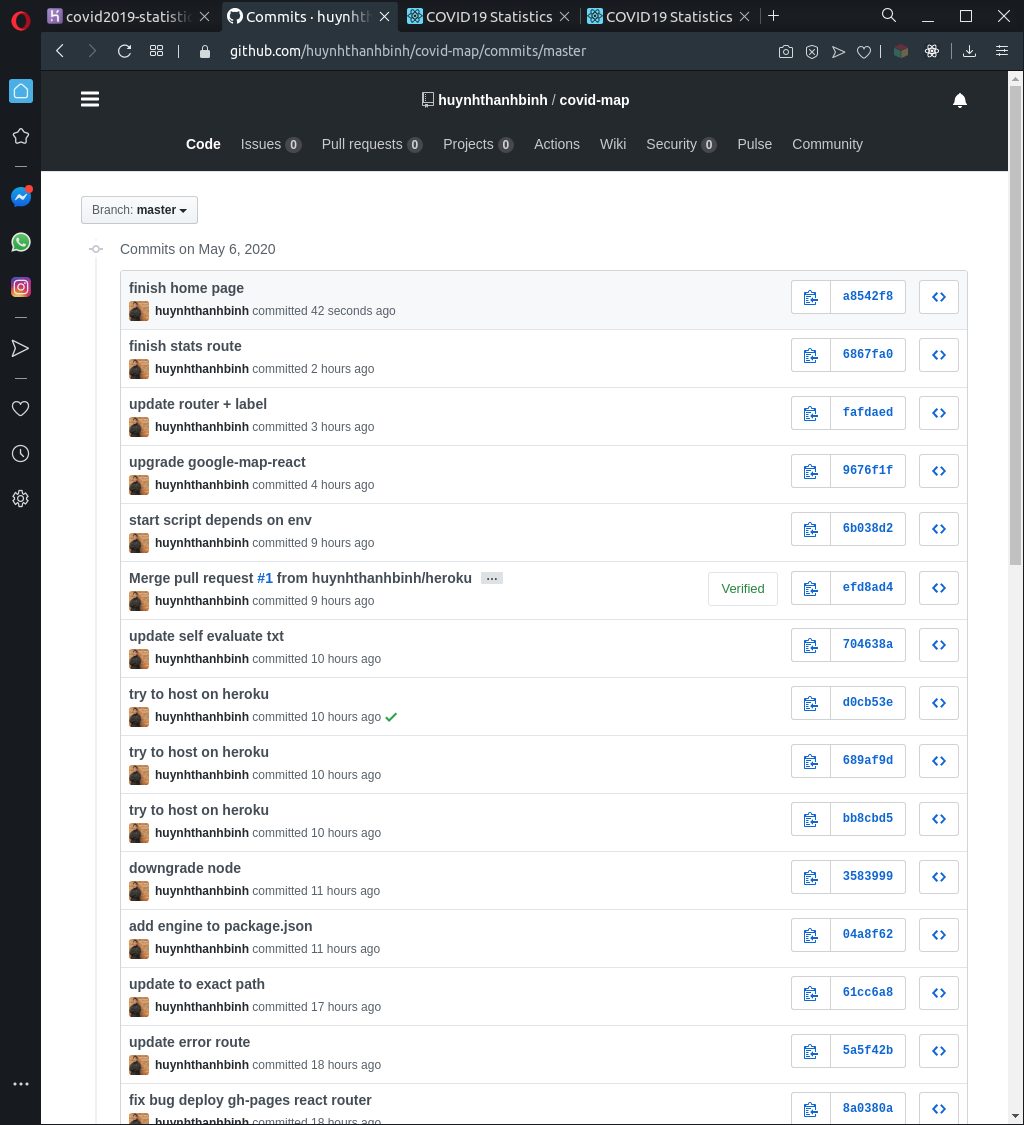 covid2019-statistic
Commits · huynhth
COVID19 Statistics
COVID19 Statistics
github.com/huynhthanhbinh/covid-map/commits/master
huynhthanhbinh / covid-map
Code Issues 0 Pull requests 0 Projects 0 Actions Wiki Security 0 Pulse Community
Branch: master
Commits on May 6, 2020
finish home page
huynhthanhbinh committed 42 seconds ago
a8542f8
finish stats route
huynhthanhbinh committed 2 hours ago
6867fa0
update router + label
huynhthanhbinh committed 3 hours ago
fafdaed
upgrade google-map-react
huynhthanhbinh committed 4 hours ago
9676f1f
start script depends on env
huynhthanhbinh committed 9 hours ago
6b038d2
Merge pull request #1 from huynhthanhbinh/heroku …
huynhthanhbinh committed 9 hours ago
Verified
efd8ad4
update self evaluate txt
huynhthanhbinh committed 10 hours ago
704638a
try to host on heroku
huynhthanhbinh committed 10 hours ago
d0cb53e
try to host on heroku
huynhthanhbinh committed 10 hours ago
689af9d
try to host on heroku
huynhthanhbinh committed 10 hours ago
bb8cbd5
downgrade node
huynhthanhbinh committed 11 hours ago
3583999
add engine to package.json
huynhthanhbinh committed 11 hours ago
04a8f62
update to exact path
huynhthanhbinh committed 17 hours ago
61cc6a8
update error route
huynhthanhbinh committed 18 hours ago
5a5f42b
fix bug deploy gh-pages react router
huynhthanhbinh committed 18 hours ago
8a0380a